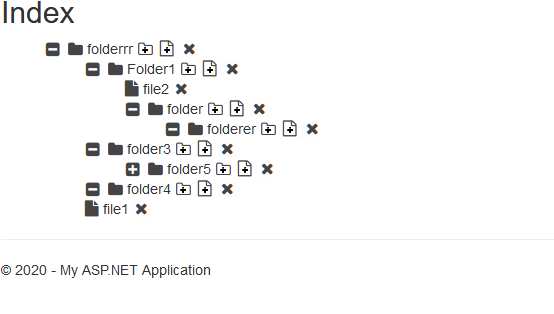 Index
folderrr
Folder1
file2
folder
folderer
folder3
folder5
folder4
file1
© 2020 - My ASP.NET Application